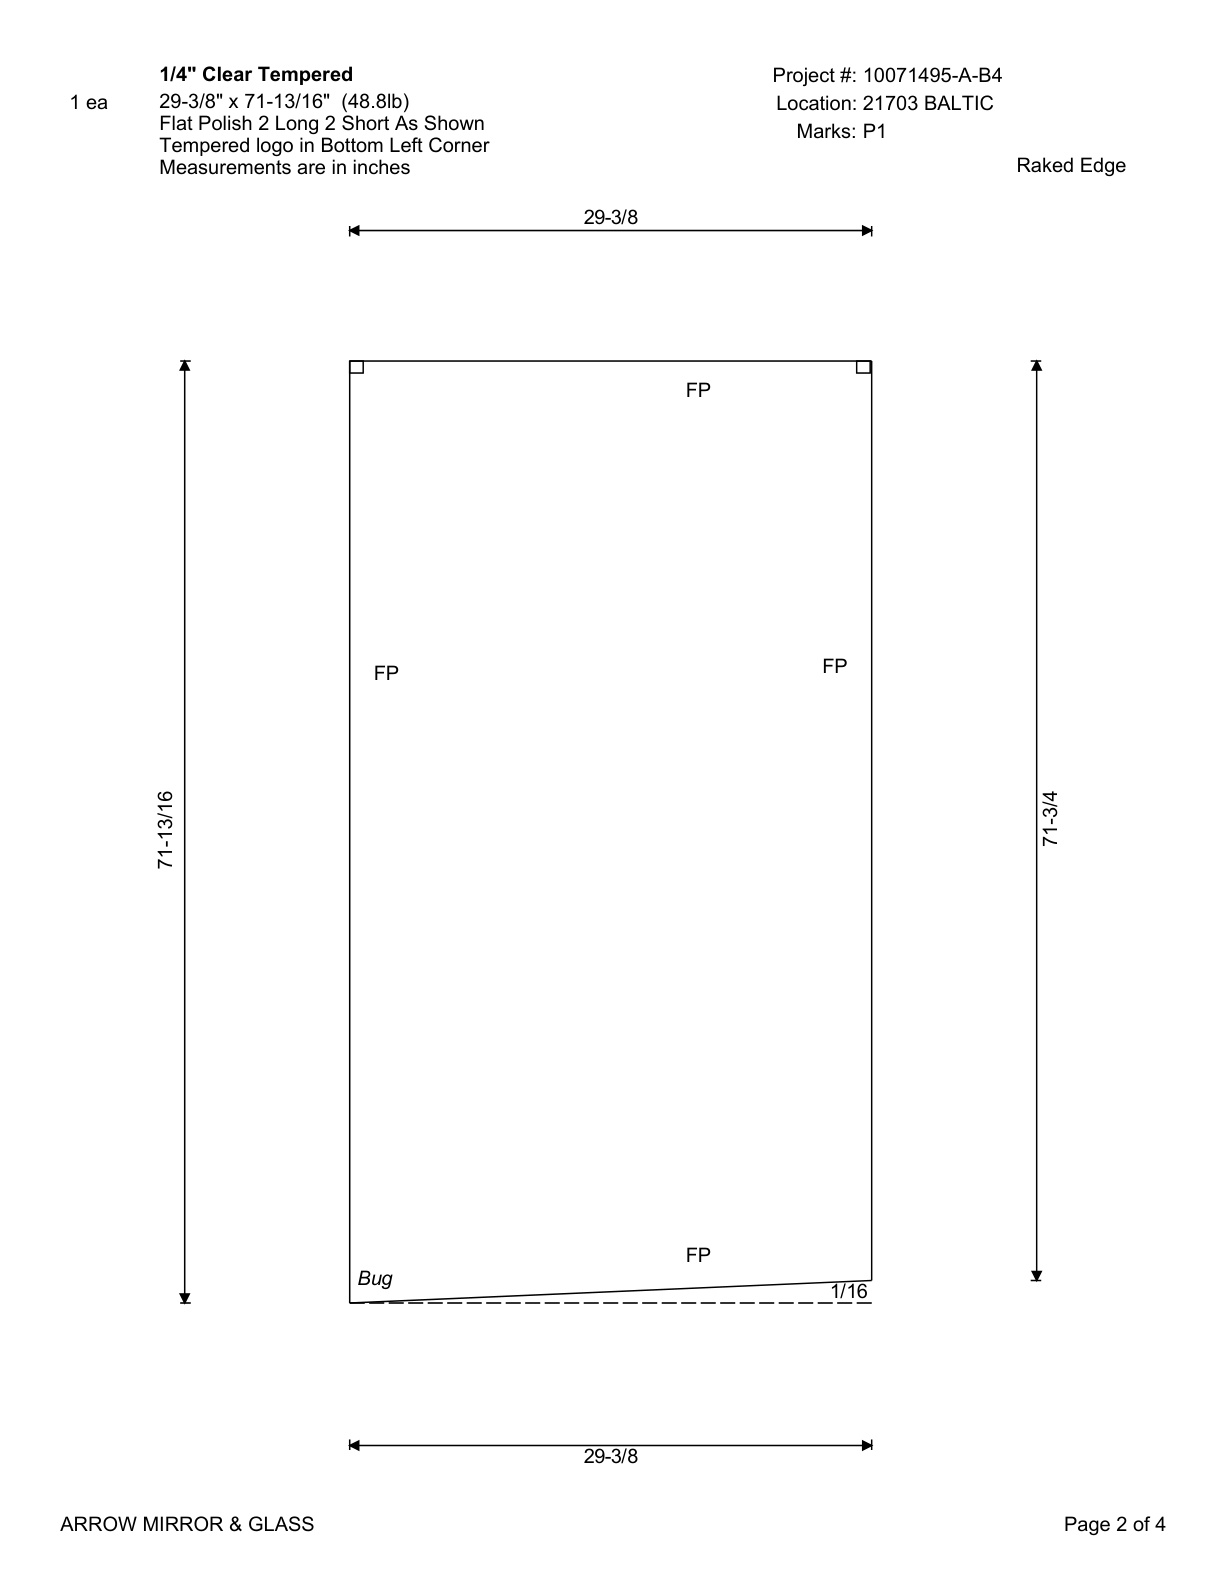 1/4" Clear Tempered
1 ea
29-3/8" x 71-13/16"  (48.8lb)
Flat Polish 2 Long 2 Short As Shown
Tempered logo in Bottom Left Corner
Measurements are in inches
Project #: 10071495-A-B4
Location: 21703 BALTIC
Marks: P1
Raked Edge
29-3/8
FP
FP
FP
71-13/16
71-3/4
FP
Bug
1/16
29-3/8
ARROW MIRROR & GLASS
Page 2 of 4